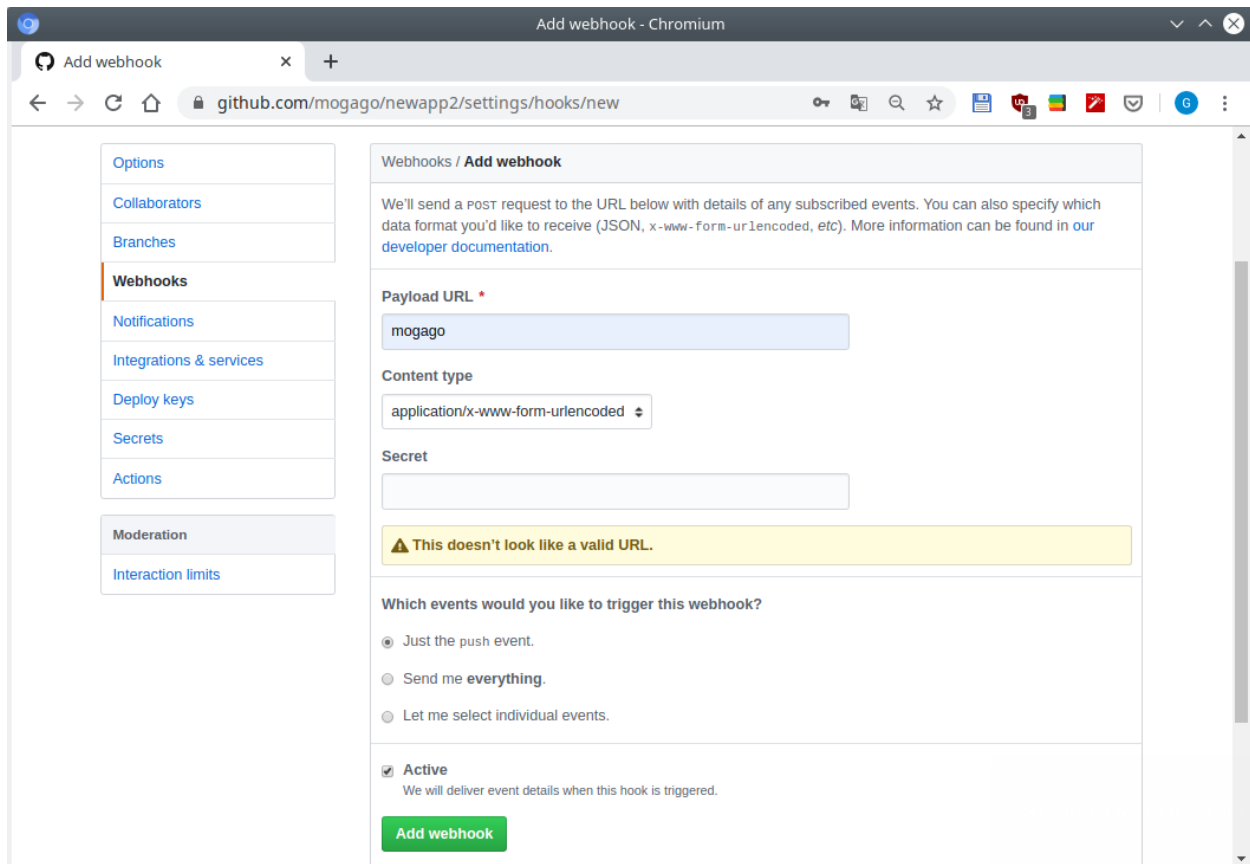 Add webhook - Chromium
Add webhook
github.com/mogago/newapp2/settings/hooks/new
3
G
Options
Collaborators
Branches
Webhooks
Notifications
Integrations & services
Deploy keys
Secrets
Actions
Moderation
Interaction limits
Webhooks / Add webhook
We'll send a POST request to the URL below with details of any subscribed events. You can also specify which
data format you'd like to receive (JSON, x-www-form-urlencoded, etc). More information can be found in our
developer documentation.
Payload URL *
mogago
Content type
application/x-www-form-urlencoded
Secret
This doesn't look like a valid URL.
Which events would you like to trigger this webhook?
Just the push event.
Send me everything.
Let me select individual events.
Active
We will deliver event details when this hook is triggered.
Add webhook